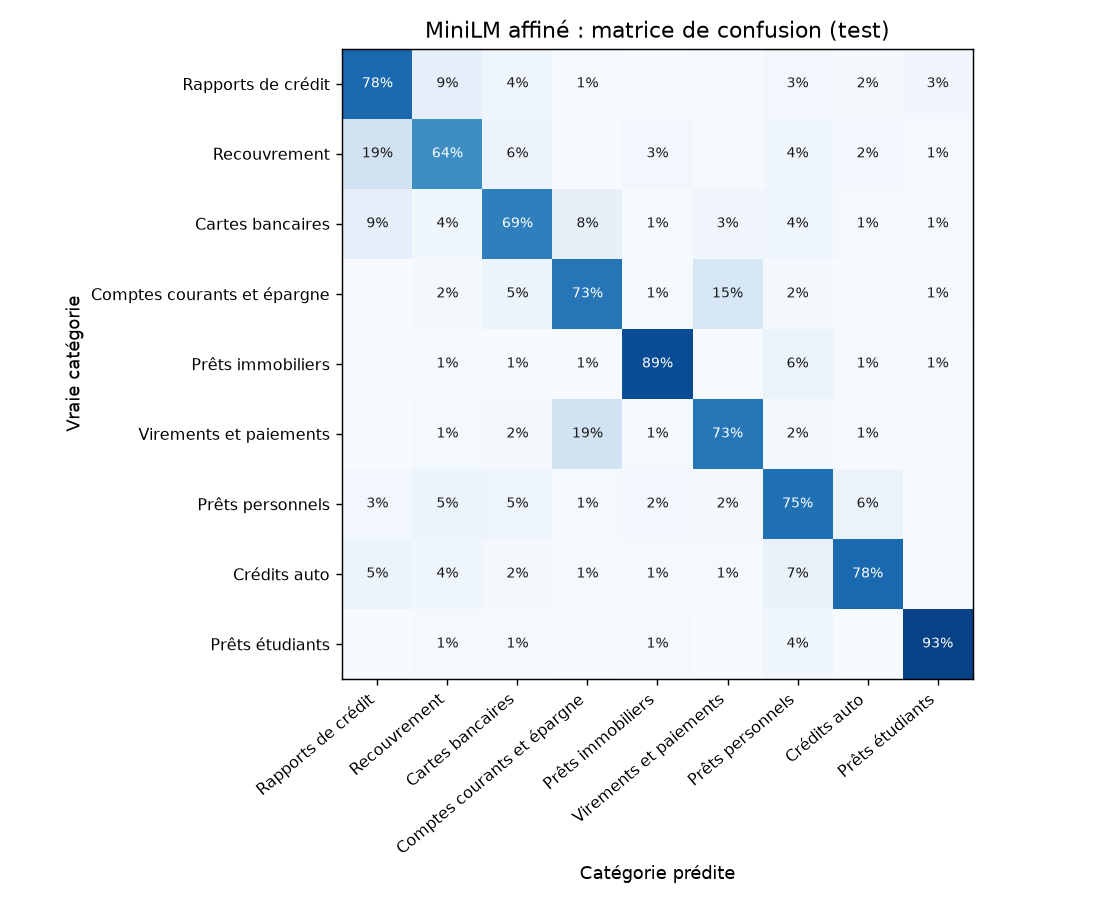 MiniLM affiné : matrice de confusion (test)
Vraie catégorie
Rapports de crédit 78% 9% 4% 1% 3% 2% 3%
Recouvrement 19% 64% 6% 3% 4% 2% 1%
Cartes bancaires 9% 4% 69% 8% 1% 3% 4% 1% 1%
Comptes courants et épargne 2% 5% 73% 1% 15% 2% 1%
Prêts immobiliers 1% 1% 1% 89% 6% 1% 1%
Virements et paiements 1% 2% 19% 1% 73% 2% 1%
Prêts personnels 3% 5% 5% 1% 2% 2% 75% 6%
Crédits auto 5% 4% 2% 1% 1% 1% 7% 78%
Prêts étudiants 1% 1% 1% 4% 93%
Rapports de crédit
Recouvrement
Cartes bancaires
Comptes courants et épargne
Prêts immobiliers
Virements et paiements
Prêts personnels
Crédits auto
Prêts étudiants
Catégorie prédite